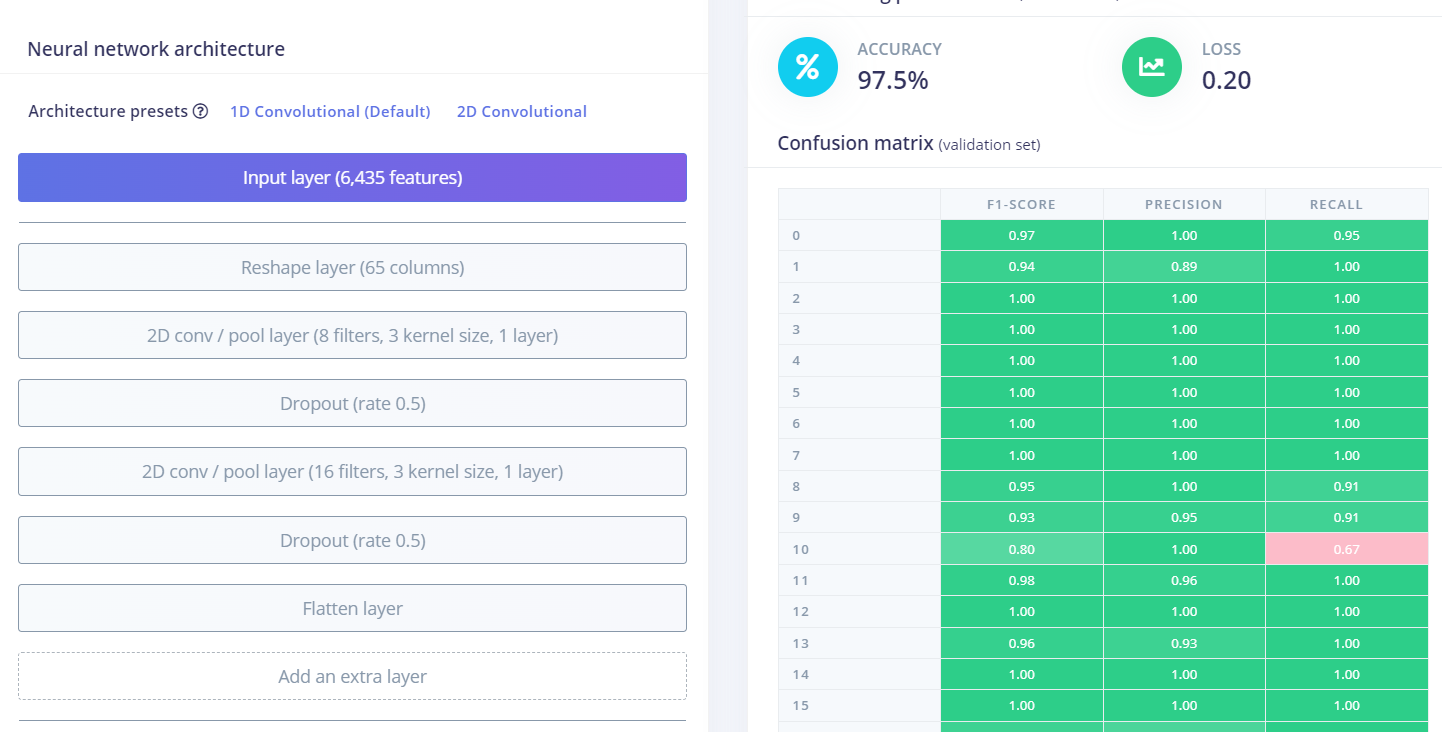 Neural network architecture
Architecture presets 1D Convolutional (Default) 2D Convolutional
Input layer (6,435 features)
Reshape layer (65 columns)
2D conv / pool layer (8 filters, 3 kernel size, 1 layer)
Dropout (rate 0.5)
2D conv / pool layer (16 filters, 3 kernel size, 1 layer)
Dropout (rate 0.5)
Flatten layer
Add an extra layer
%
ACCURACY
97.5%
LOSS
0.20
Confusion matrix (validation set)
F1-SCORE PRECISION RECALL
0 0.97 1.00 0.95
1 0.94 0.89 1.00
2 1.00 1.00 1.00
3 1.00 1.00 1.00
4 1.00 1.00 1.00
5 1.00 1.00 1.00
6 1.00 1.00 1.00
7 1.00 1.00 1.00
8 0.95 1.00 0.91
9 0.93 0.95 0.91
10 0.80 1.00 0.67
11 0.98 0.96 1.00
12 1.00 1.00 1.00
13 0.96 0.93 1.00
14 1.00 1.00 1.00
15 1.00 1.00 1.00